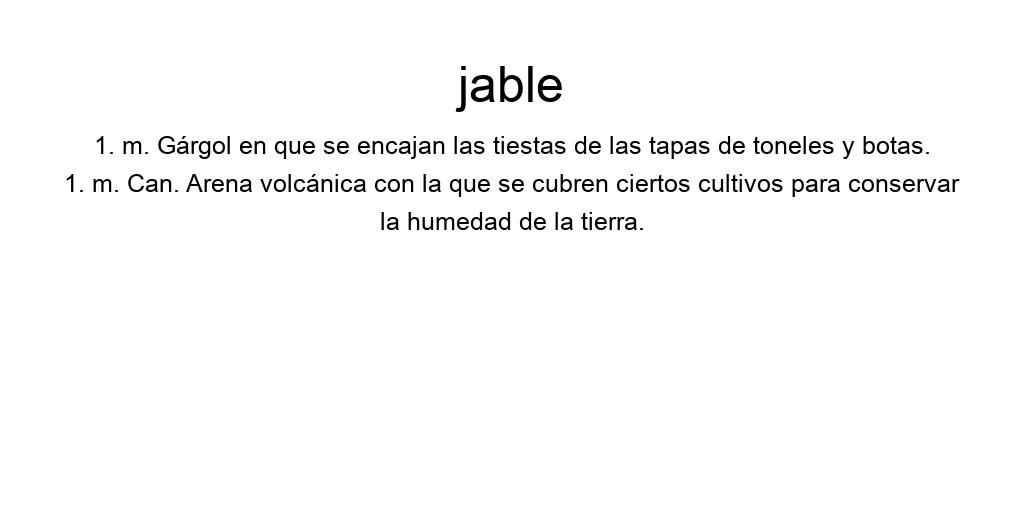 jable
1. m. Gárgol en que se encajan las tiestas de las tapas de toneles y botas.
1. m. Can. Arena volcánica con la que se cubren ciertos cultivos para conservar
la humedad de la tierra.